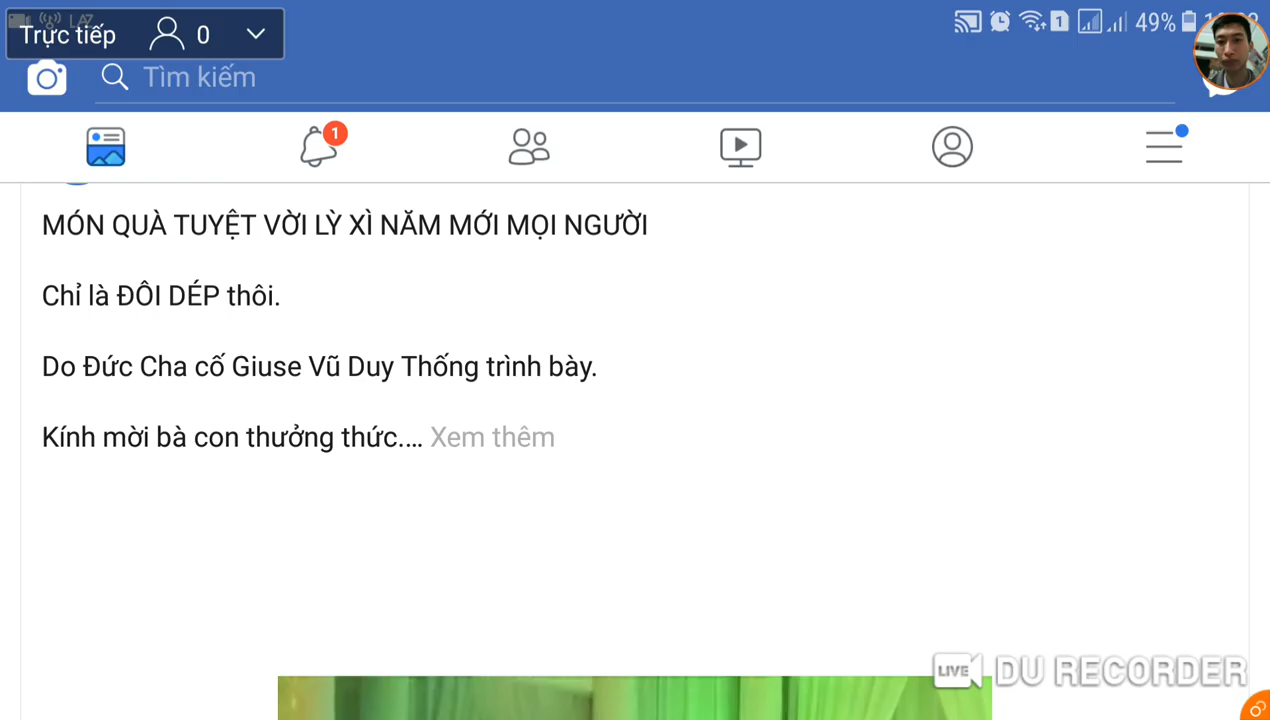 Trực tiếp 0
1 49%
Tìm kiếm
1
MÓN QUÀ TUYỆT VỜI LỲ XÌ NĂM MỚI MỌI NGƯỜI
Chỉ là ĐÔI DÉP thôi.
Do Đức Cha cố Giuse Vũ Duy Thống trình bày.
Kính mời bà con thưởng thức.... Xem thêm
LIVE DU RECORDER